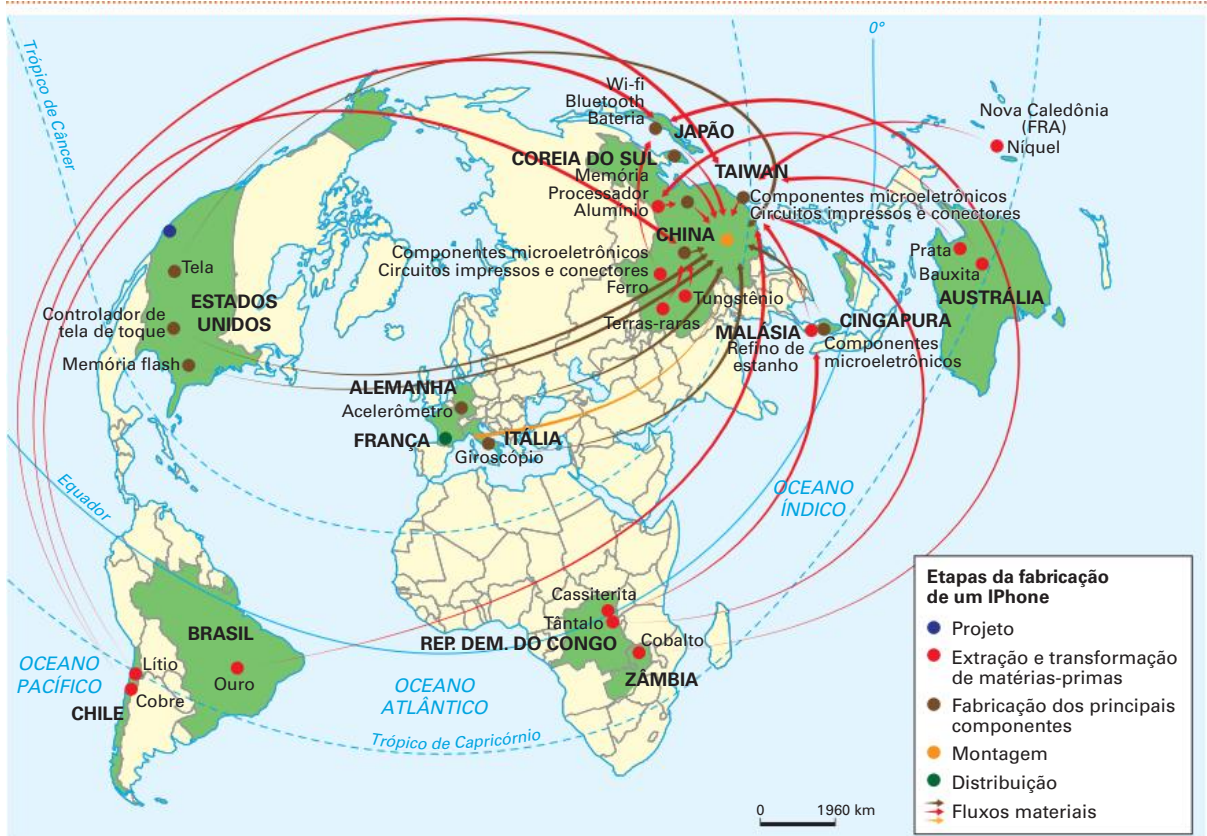 Trópico de Câncer
0°
Wi-fi
Bluetooth
Bateria
JAPÃO
Nova Caledônia
(FRA)
Níquel
COREIA DO SUL
Memória
Processador
Alumínio
TAIWAN
Componentes microeletrônicos
Circuitos impressos e conectores
CHINA
Componentes microeletrônicos
Circuitos impressos e conectores
Ferro
Tungstênio
Terras-raras
Prata
Bauxita
AUSTRÁLIA
Tela
ESTADOS
UNIDOS
Controlador de
tela de toque
Memória flash
MALÁSIA
Refino de
estanho
CINGAPURA
Componentes
microeletrônicos
ALEMANHA
Acelerômetro
FRANÇA
ITÁLIA
Giroscópio
Equador
OCEANO
ÍNDICO
Cassiterita
Tântalo
REP. DEM. DO CONGO
Cobalto
ZÂMBIA
BRASIL
Ouro
OCEANO
PACÍFICO
Lítio
Cobre
CHILE
OCEANO
ATLÂNTICO
Trópico de Capricórnio
0 1960 km
Etapas da fabricação
de um IPhone
Projeto
Extração e transformação
de matérias-primas
Fabricação dos principais
componentes
Montagem
Distribuição
Fluxos materiais